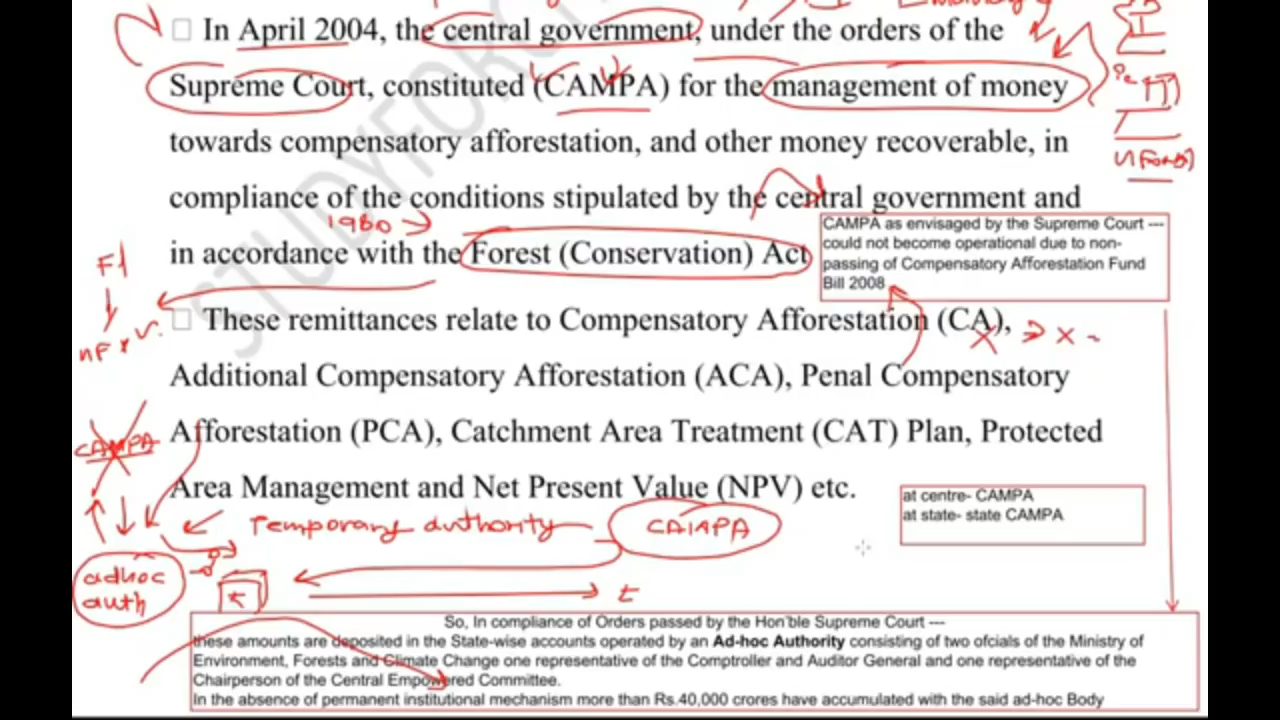 □ In April 2004, the central government, under the orders of the
Supreme Court, constituted (CAMPA) for the management of money
towards compensatory afforestation, and other money recoverable, in
compliance of the conditions stipulated by the central government and
1980
in accordance with the Forest (Conservation) Act
CAMPA as envisaged by the Supreme Court ---
could not become operational due to non-
passing of Compensatory Afforestation Fund
Bill 2008
□ These remittances relate to Compensatory Afforestation (CA),
Additional Compensatory Afforestation (ACA), Penal Compensatory
Afforestation (PCA), Catchment Area Treatment (CAT) Plan, Protected
Area Management and Net Present Value (NPV) etc.
CAMPA
at centre- CAMPA
at state- state CAMPA
Temporary authority
CAMPA
adhoc
auth
t
So, In compliance of Orders passed by the Hon'ble Supreme Court ---
these amounts are deposited in the State-wise accounts operated by an Ad-hoc Authority consisting of two ofcials of the Ministry of
Environment, Forests and Climate Change one representative of the Comptroller and Auditor General and one representative of the
Chairperson of the Central Empowered Committee.
In the absence of permanent institutional mechanism more than Rs.40,000 crores have accumulated with the said ad-hoc Body